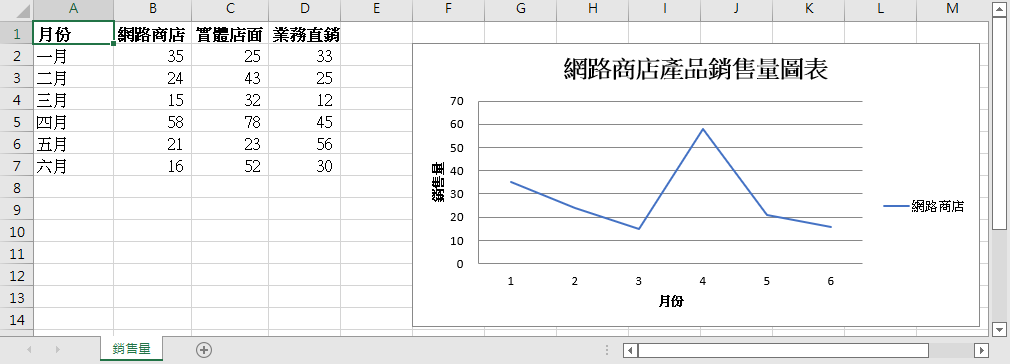 A B C D E F G H I J K L M
1 月份 網路商店 實體店面 業務直銷
2 一月 35 25 33
3 二月 24 43 25
4 三月 15 32 12
5 四月 58 78 45
6 五月 21 23 56
7 六月 16 52 30
8
9
10
11
12
13
14
網路商店產品銷售量圖表
70
60
50
40
30
20
10
0
銷售量
1 2 3 4 5 6
月份
網路商店
銷售量